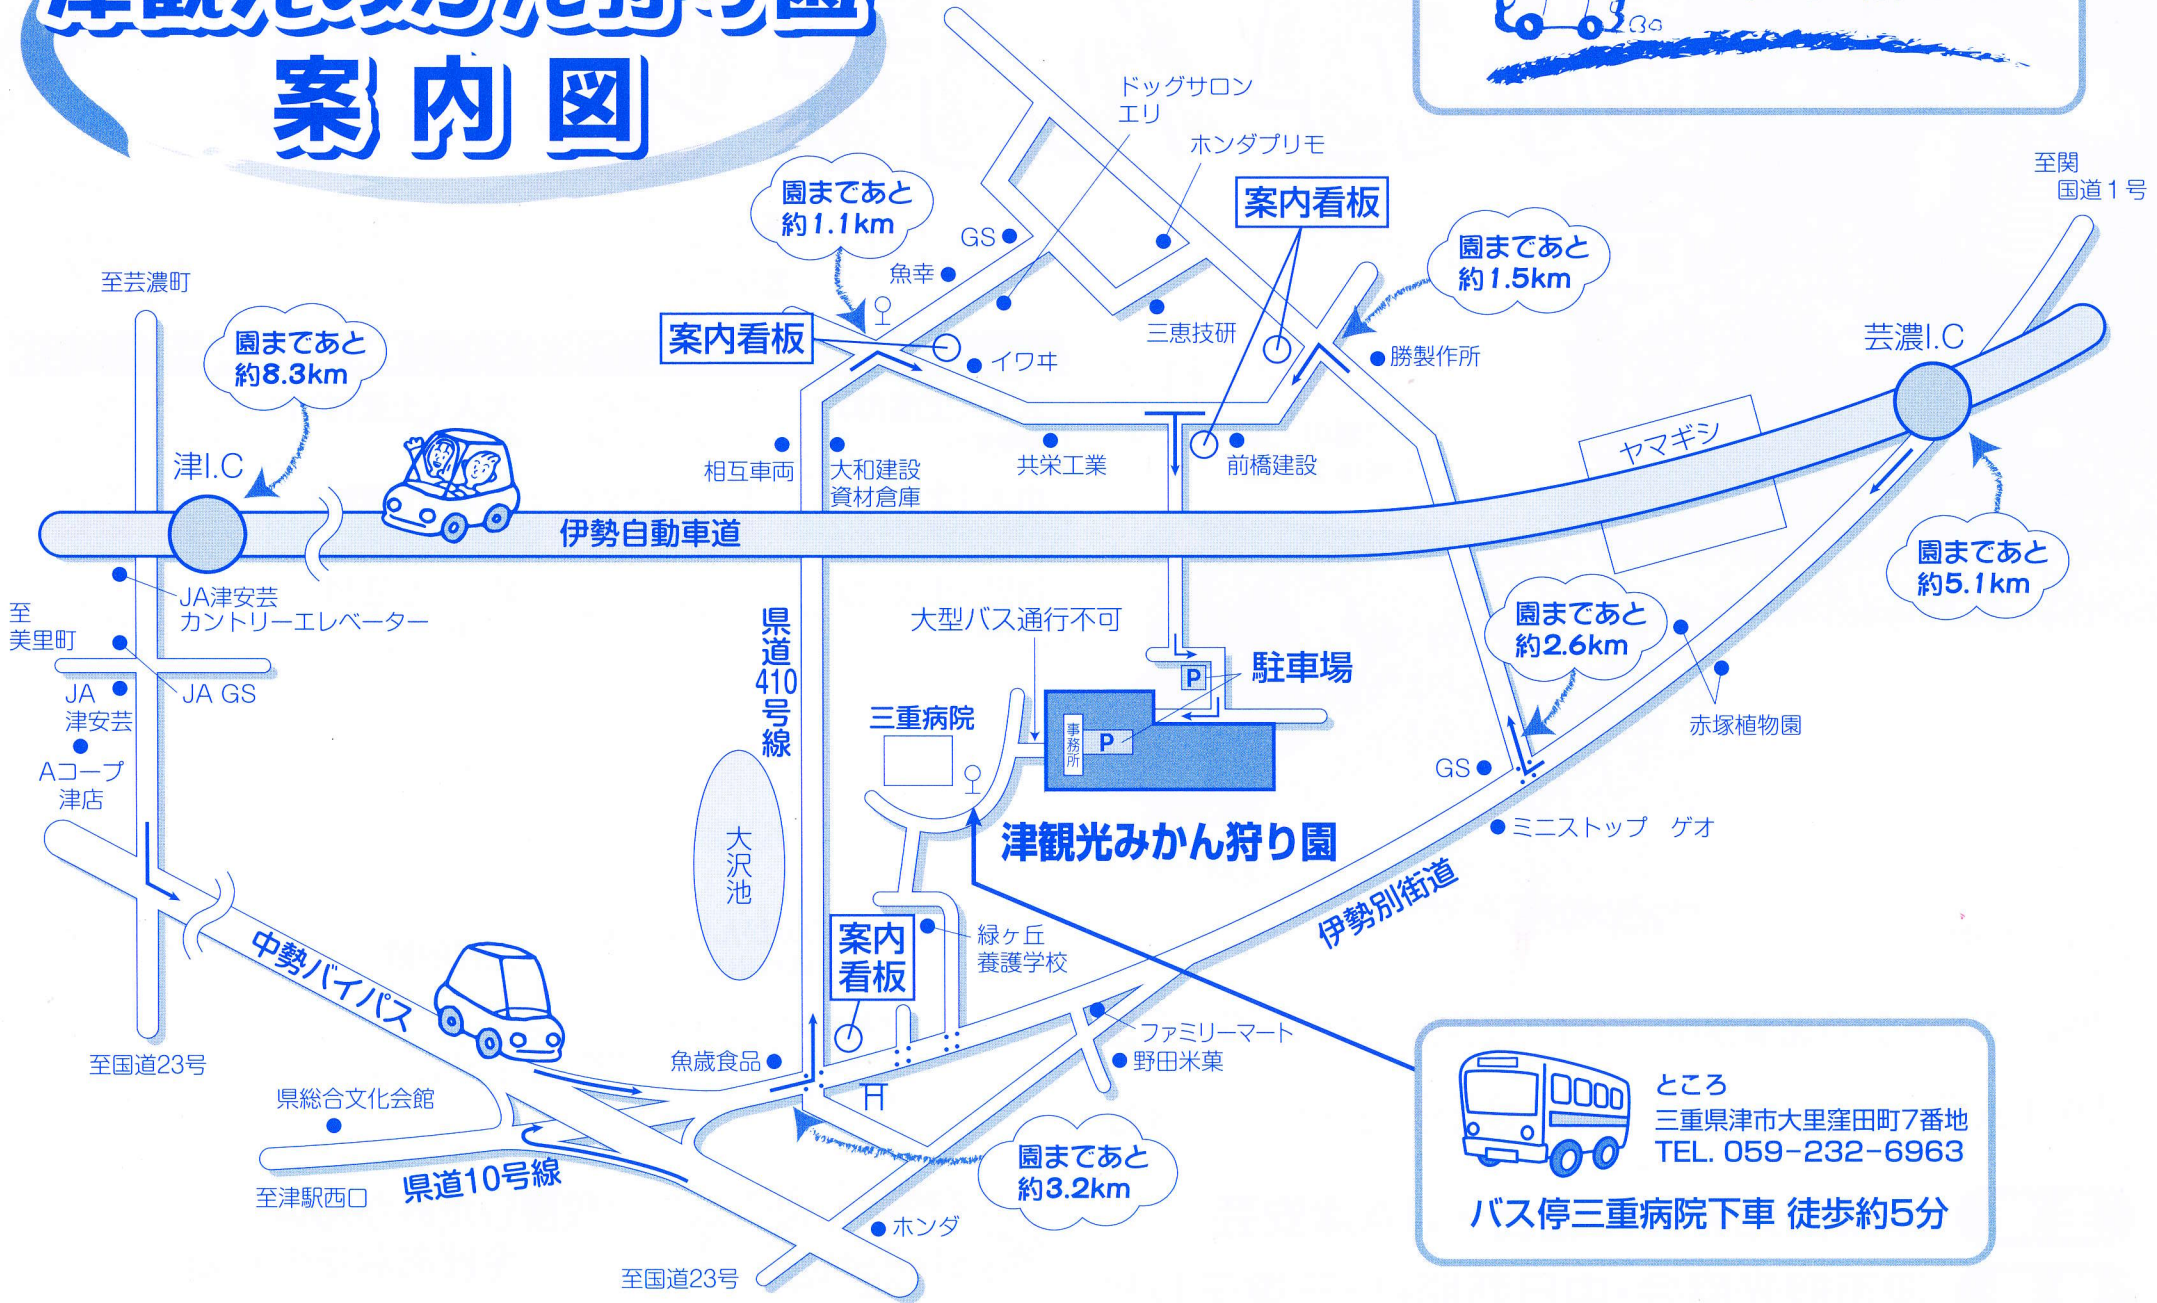 津観光みかん狩り園
案内図
ドッグサロン
エリ
ホンダプリモ
案内看板
至関
国道1号
園まであと
約1.1km
GS
魚幸
園まであと
約1.5km
至芸濃町
園まであと
約8.3km
案内看板
イワヰ
三恵技研
勝製作所
芸濃I.C
津I.C
相互車両
大和建設
資材倉庫
共栄工業
前橋建設
ヤマギシ
伊勢自動車道
園まであと
約5.1km
JA津安芸
カントリーエレベーター
至
美里町
JA GS
JA
津安芸
Aコープ
津店
県道410号線
大型バス通行不可
園まであと
約2.6km
駐車場
P
三重病院
事務所
P
赤塚植物園
GS
ミニストップ ゲオ
津観光みかん狩り園
大沢池
伊勢別街道
案内
看板
緑ヶ丘
養護学校
中勢バイパス
ファミリーマート
野田米菓
魚歳食品
至国道23号
県総合文化会館
至津駅西口
県道10号線
園まであと
約3.2km
ホンダ
至国道23号
ところ
三重県津市大里窪田町7番地
TEL. 059-232-6963
バス停三重病院下車 徒歩約5分